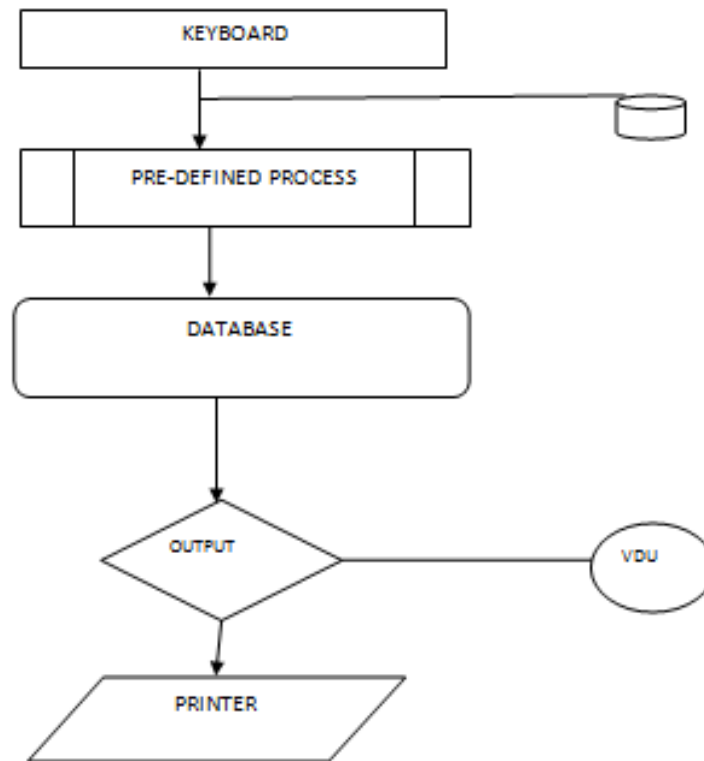 KEYBOARD
PRE-DEFINED PROCESS
DATABASE
OUTPUT
VDU
PRINTER